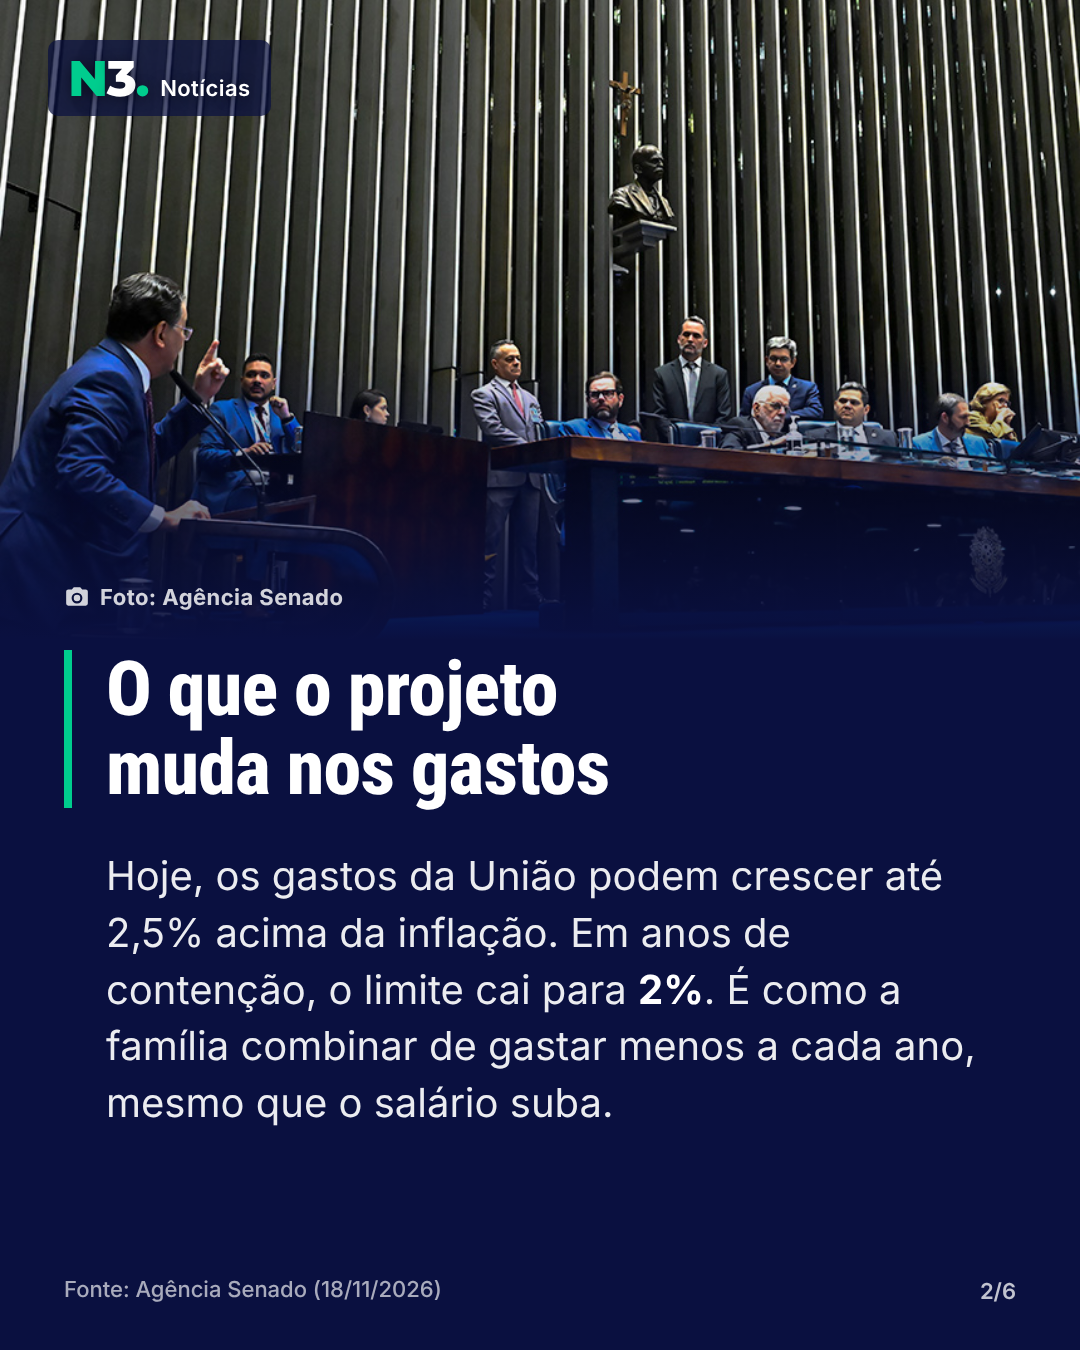 N3. Notícias
Foto: Agência Senado
O que o projeto
muda nos gastos
Hoje, os gastos da União podem crescer até
2,5% acima da inflação. Em anos de
contenção, o limite cai para 2%. É como a
família combinar de gastar menos a cada ano,
mesmo que o salário suba.
Fonte: Agência Senado (18/11/2026)
2/6